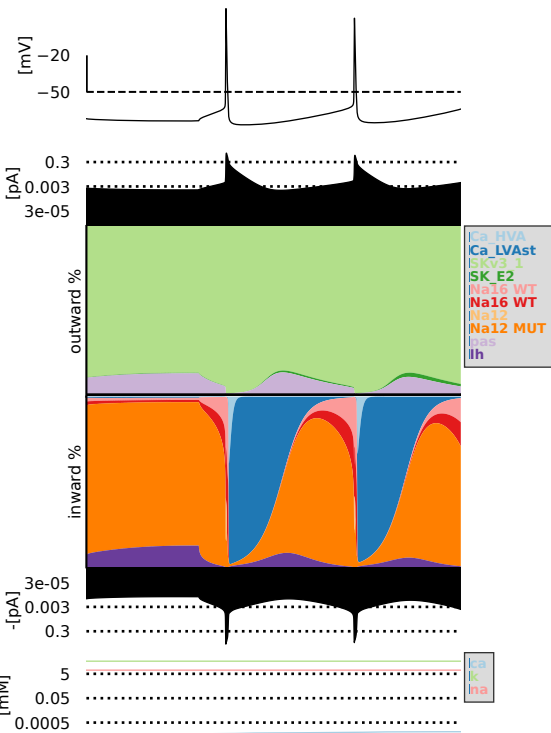 [mV]
−20
−50
[pA]
0.3
0.003
3e-05
outward %
Ca_HVA
Ca_LVAst
SKv3_1
SK_E2
Na16 WT
Na16 WT
Na12
Na12 MUT
pas
Ih
inward %
-[pA]
3e-05
0.003
0.3
[mM]
5
0.05
0.0005
ca
k
na